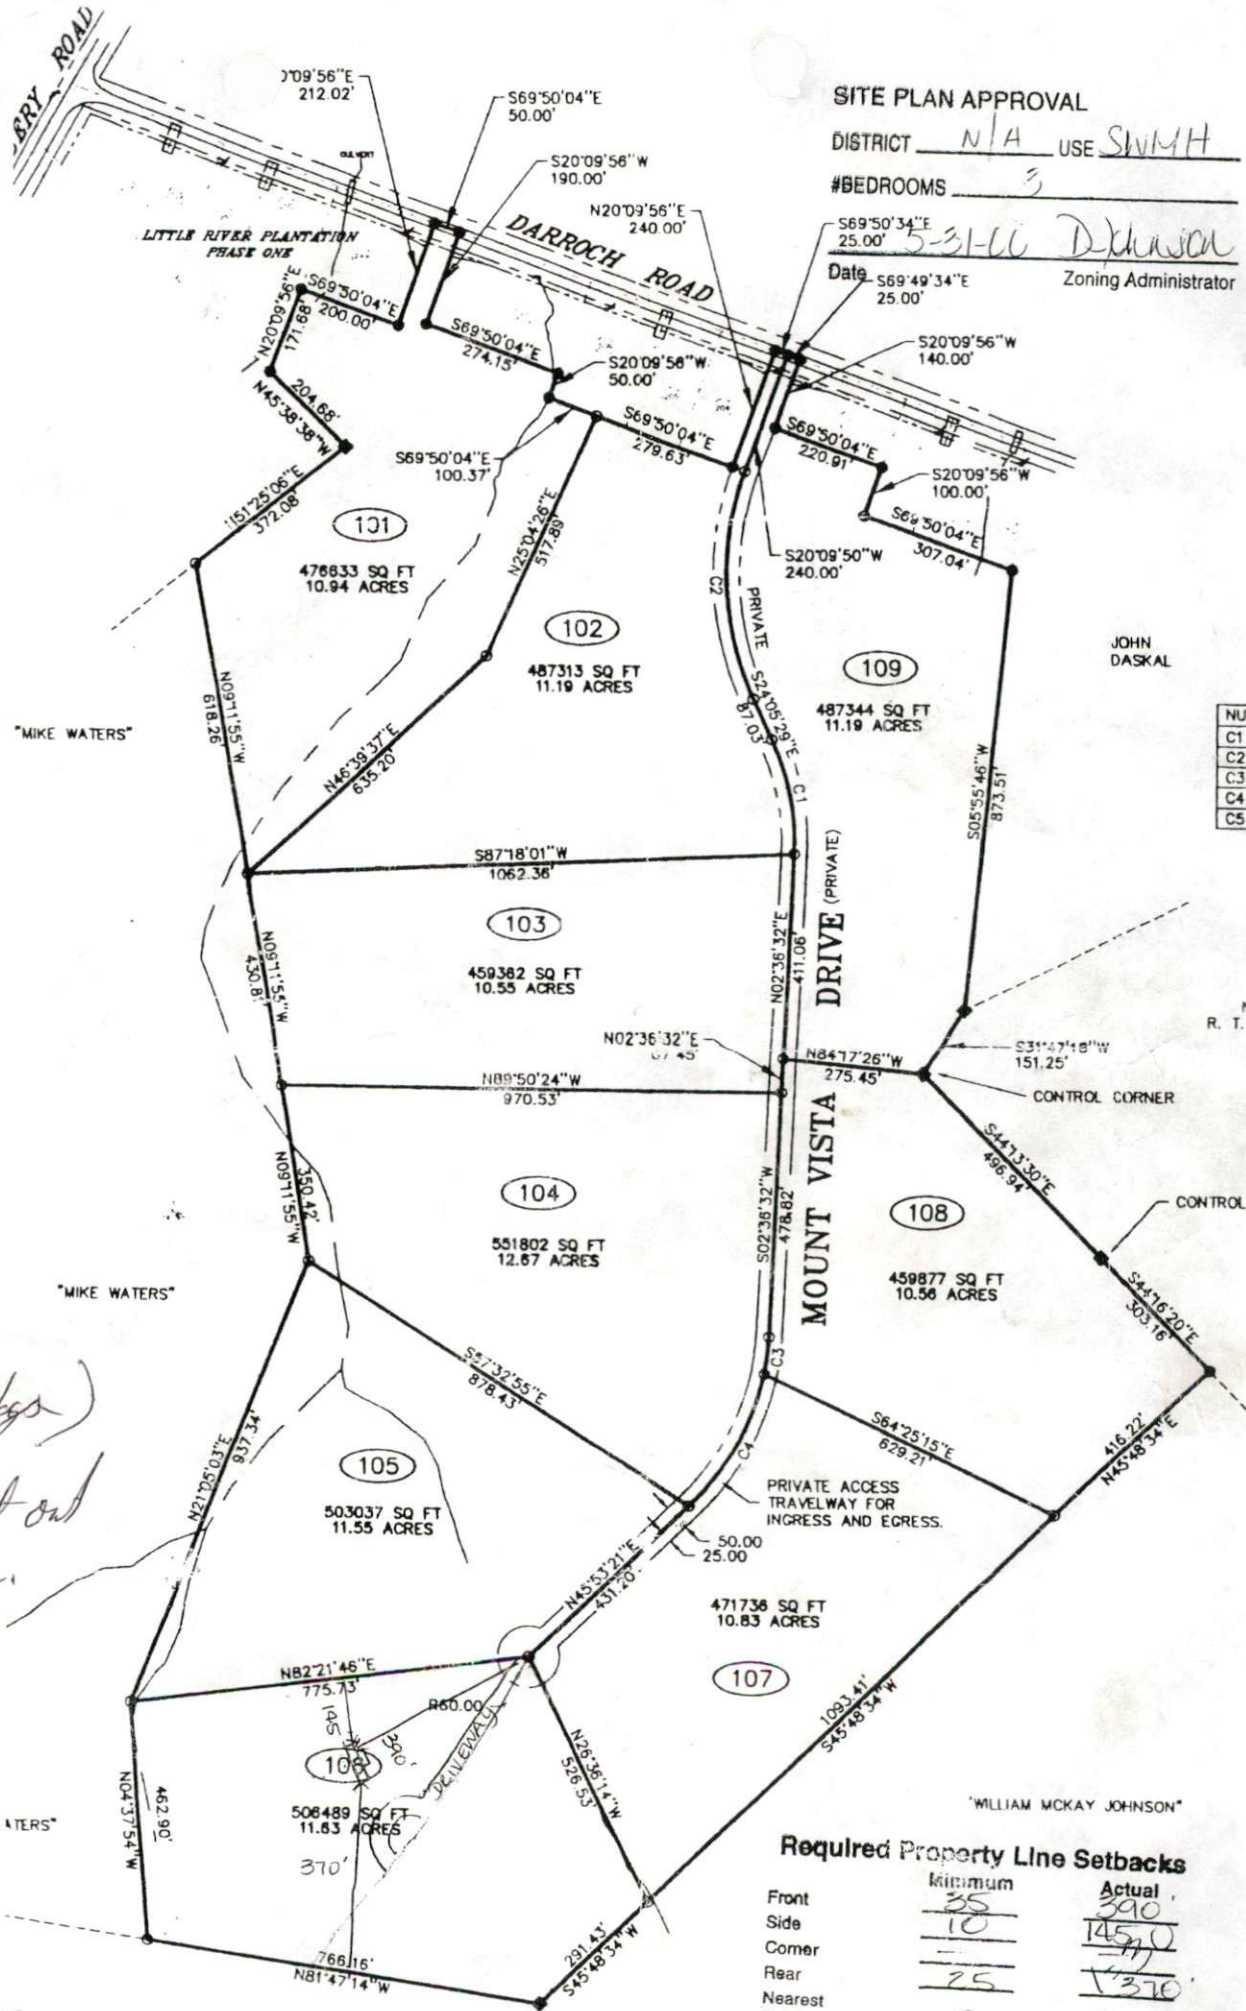 ROAD
0°09'56"E
212.02'
S69°50'04"E
50.00'
S20°09'56"W
190.00'
N20°09'56"E
240.00'
SITE PLAN APPROVAL
DISTRICT N/A USE SWMH
#BEDROOMS 3
S69°50'34"E
25.00'
Date
Zoning Administrator
S69°49'34"E
25.00'
S20°09'56"W
140.00'
LITTLE RIVER PLANTATION
PHASE ONE
DARROCH ROAD
N20°09'56"E
171.68'
S69°50'04"E
200.00'
S69°50'04"E
274.15'
S20°09'56"W
50.00'
204.68'
N45°38'38"W
S69°50'04"E
100.37'
S69°50'04"E
279.63'
S69°50'04"E
220.91'
S20°09'56"W
100.00'
S69°50'04"E
307.04'
S20°09'50"W
240.00'
N51°25'06"E
372.08'
101
476633 SQ FT
10.94 ACRES
N25°04'26"E
517.89'
C2
PRIVATE
102
487313 SQ FT
11.19 ACRES
109
487344 SQ FT
11.19 ACRES
JOHN
DASKAL
S24°05'29"E
87.03'
NU
C1
C2
C3
C4
C5
"MIKE WATERS"
N09°11'55"W
618.26'
N46°39'37"E
635.20'
C1
S05°55'46"W
873.51'
S87°18'01"W
1062.36'
103
459362 SQ FT
10.55 ACRES
N09°11'55"W
430.8
N02°36'32"E
411.06'
MOUNT VISTA DRIVE (PRIVATE)
R. T.
N02°36'32"E
67.45'
N84°17'26"W
275.45'
S31°47'18"W
151.25'
CONTROL CORNER
N89°50'24"W
970.53'
N09°11'55"W
350.42'
104
551802 SQ FT
12.67 ACRES
S02°36'32"W
478.82'
108
459877 SQ FT
10.56 ACRES
S44°13'30"E
496.94'
CONTROL
S44°16'20"E
303.16'
"MIKE WATERS"
S57°32'55"E
878.43'
C3
S64°25'15"E
629.21'
416.22'
N45°48'34"E
N21°05'03"E
937.34'
out
105
503037 SQ FT
11.55 ACRES
C4
PRIVATE ACCESS
TRAVELWAY FOR
INGRESS AND EGRESS.
50.00
25.00
N45°53'21"E
431.20'
471736 SQ FT
10.83 ACRES
107
1093.41'
S45°48'34"W
N82°21'46"E
775.73'
R60.00
145
390'
DRIVEWAY
N26°36'14"W
526.53'
506489 SQ FT
11.63 ACRES
370'
462.90'
N04°37'54"W
ATERS"
"WILLIAM MCKAY JOHNSON"
291.43'
S45°48'34"W
766.16'
N81°47'14"W
Required Property Line Setbacks
Minimum Actual
Front 35 390'
Side 10 145
Corner
Rear 25 370'
Nearest